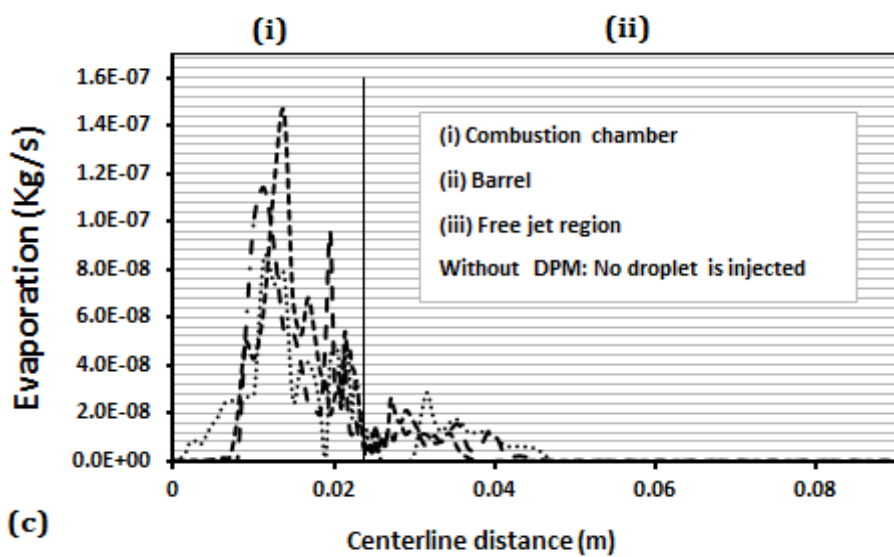 (i) (ii)
Evaporation (Kg/s)
1.6E-07
1.4E-07
1.2E-07
1.0E-07
8.0E-08
6.0E-08
4.0E-08
2.0E-08
0.0E+00
(i) Combustion chamber
(ii) Barrel
(iii) Free jet region
Without DPM: No droplet is injected
0 0.02 0.04 0.06 0.08
(c)
Centerline distance (m)